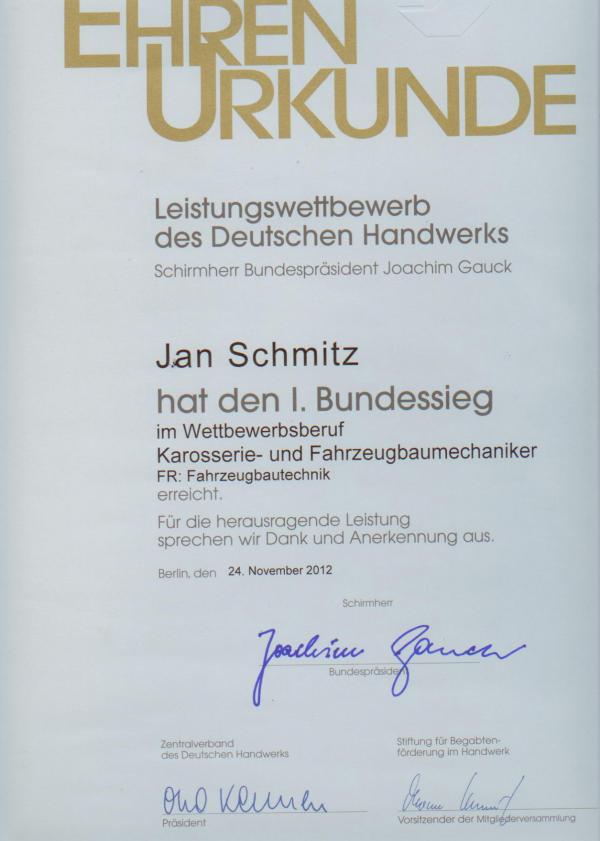 EHREN
URKUNDE
Leistungswettbewerb
des Deutschen Handwerks
Schirmherr Bundespräsident Joachim Gauck
Jan Schmitz
hat den I. Bundessieg
im Wettbewerbsberuf
Karosserie- und Fahrzeugbaumechaniker
FR: Fahrzeugbautechnik
erreicht.
Für die herausragende Leistung
sprechen wir Dank und Anerkennung aus.
Berlin, den 24. November 2012
Schirmherr
Joachim Gauck
Bundespräsident
Zentralverband
des Deutschen Handwerks
Stiftung für Begabten-
förderung im Handwerk
Präsident
Vorsitzender der Mitgliederversammlung